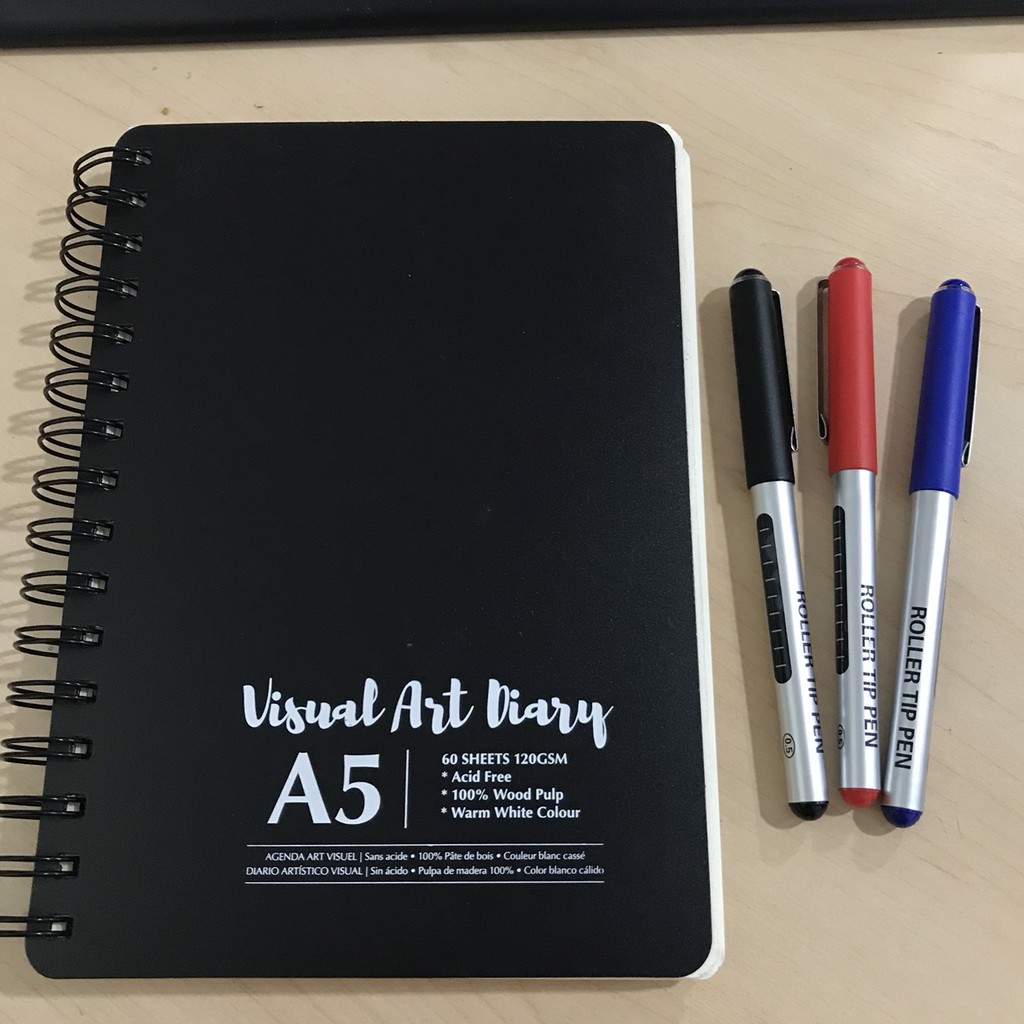 Visual Art Diary
A5
60 SHEETS 120GSM
* Acid Free
* 100% Wood Pulp
* Warm White Colour
AGENDA ART VISUEL | Sans acide • 100% Pâte de bois • Couleur blanc cassé
DIARIO ARTÍSTICO VISUAL | Sin ácido • Pulpa de madera 100% • Color blanco cálido
ROLLER TIP PEN
0.5
ROLLER TIP PEN
0.5
ROLLER TIP PEN